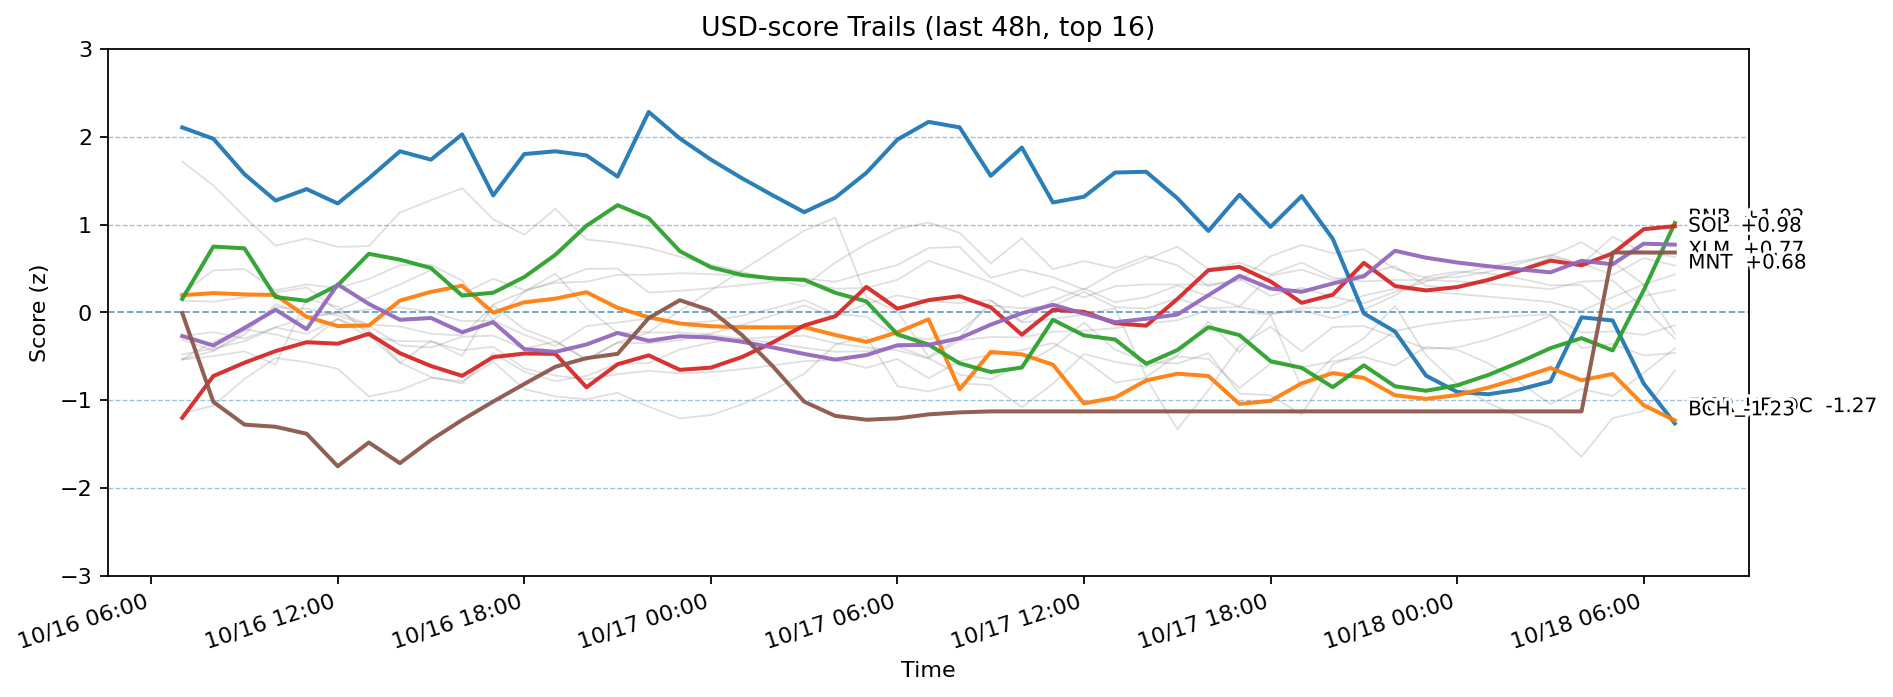 USD-score Trails (last 48h, top 16)
Score (z)
3
2
1
0
−1
−2
−3
SOL +0.98
XLM +0.77
MNT +0.68
BCH -1.23
-1.27
10/16 06:00
10/16 12:00
10/16 18:00
10/17 00:00
10/17 06:00
10/17 12:00
10/17 18:00
10/18 00:00
10/18 06:00
Time